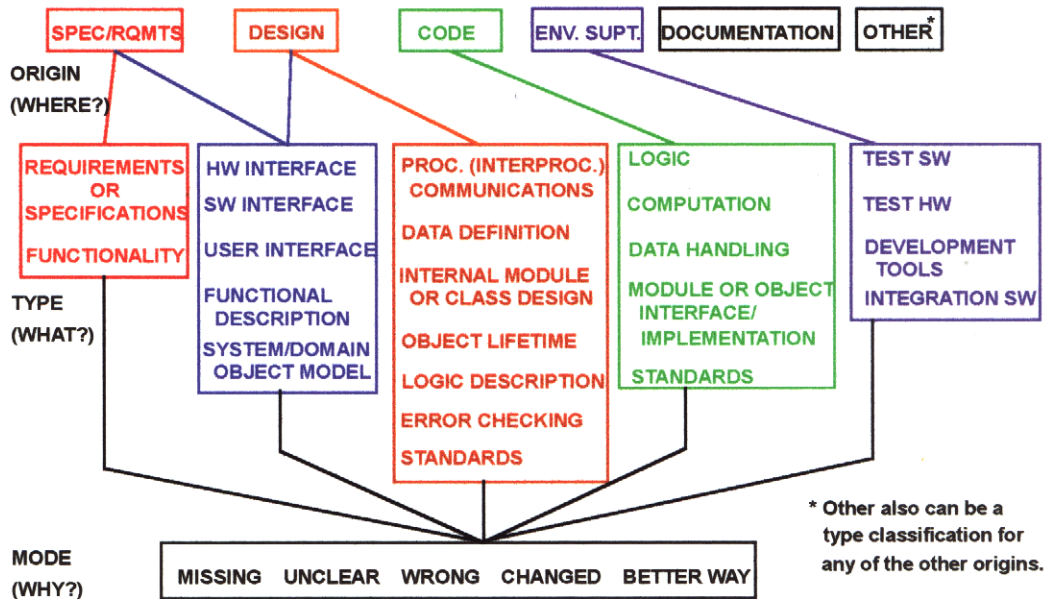 SPEC/RQMTS
DESIGN
CODE
ENV. SUPT.
DOCUMENTATION
OTHER*
ORIGIN
(WHERE?)
REQUIREMENTS
OR
SPECIFICATIONS
FUNCTIONALITY
HW INTERFACE
SW INTERFACE
USER INTERFACE
FUNCTIONAL
DESCRIPTION
SYSTEM/DOMAIN
OBJECT MODEL
PROC. (INTERPROC.)
COMMUNICATIONS
DATA DEFINITION
INTERNAL MODULE
OR CLASS DESIGN
OBJECT LIFETIME
LOGIC DESCRIPTION
ERROR CHECKING
STANDARDS
LOGIC
COMPUTATION
DATA HANDLING
MODULE OR OBJECT
INTERFACE/
IMPLEMENTATION
STANDARDS
TEST SW
TEST HW
DEVELOPMENT
TOOLS
INTEGRATION SW
TYPE
(WHAT?)
MODE
(WHY?)
MISSING UNCLEAR WRONG CHANGED BETTER WAY
* Other also can be a
type classification for
any of the other origins.